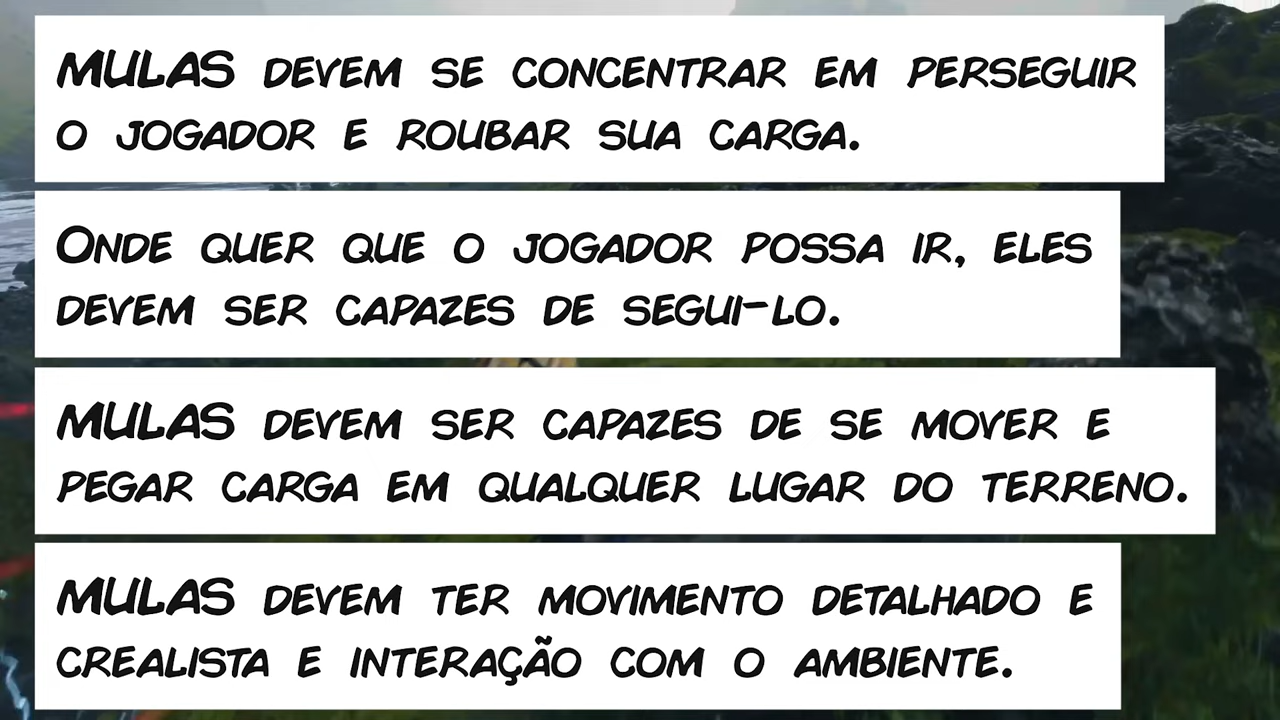 MULAS DEVEM SE CONCENTRAR EM PERSEGUIR
O JOGADOR E ROUBAR SUA CARGA.
ONDE QUER QUE O JOGADOR POSSA IR, ELES
DEVEM SER CAPAZES DE SEGUI-LO.
MULAS DEVEM SER CAPAZES DE SE MOVER E
PEGAR CARGA EM QUALQUER LUGAR DO TERRENO.
MULAS DEVEM TER MOVIMENTO DETALHADO E
CREALISTA E INTERAÇÃO COM O AMBIENTE.